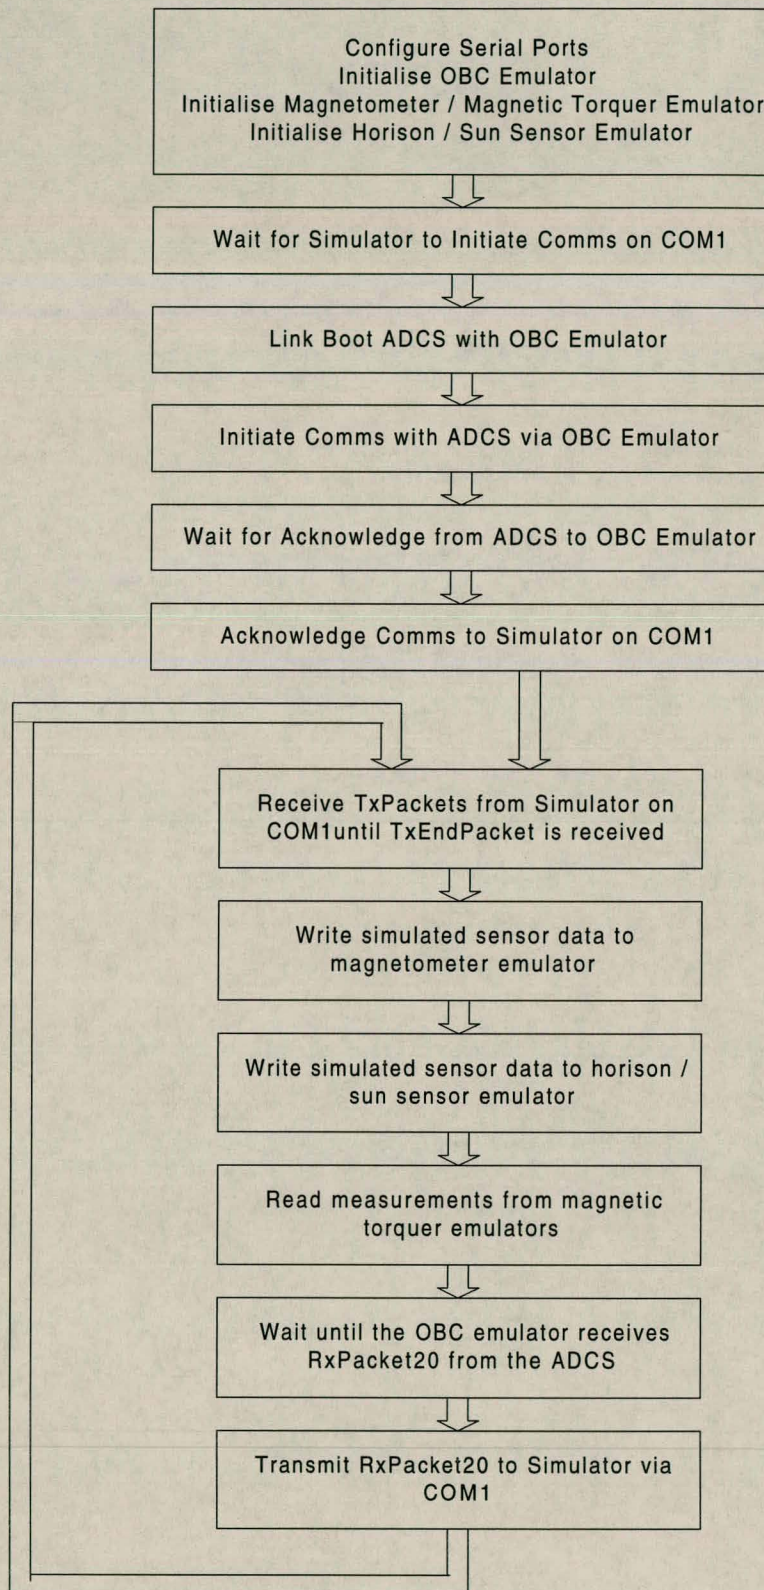 Configure Serial Ports
Initialise OBC Emulator
Initialise Magnetometer / Magnetic Torquer Emulator
Initialise Horison / Sun Sensor Emulator
Wait for Simulator to Initiate Comms on COM1
Link Boot ADCS with OBC Emulator
Initiate Comms with ADCS via OBC Emulator
Wait for Acknowledge from ADCS to OBC Emulator
Acknowledge Comms to Simulator on COM1
Receive TxPackets from Simulator on
COM1until TxEndPacket is received
Write simulated sensor data to
magnetometer emulator
Write simulated sensor data to horison /
sun sensor emulator
Read measurements from magnetic
torquer emulators
Wait until the OBC emulator receives
RxPacket20 from the ADCS
Transmit RxPacket20 to Simulator via
COM1